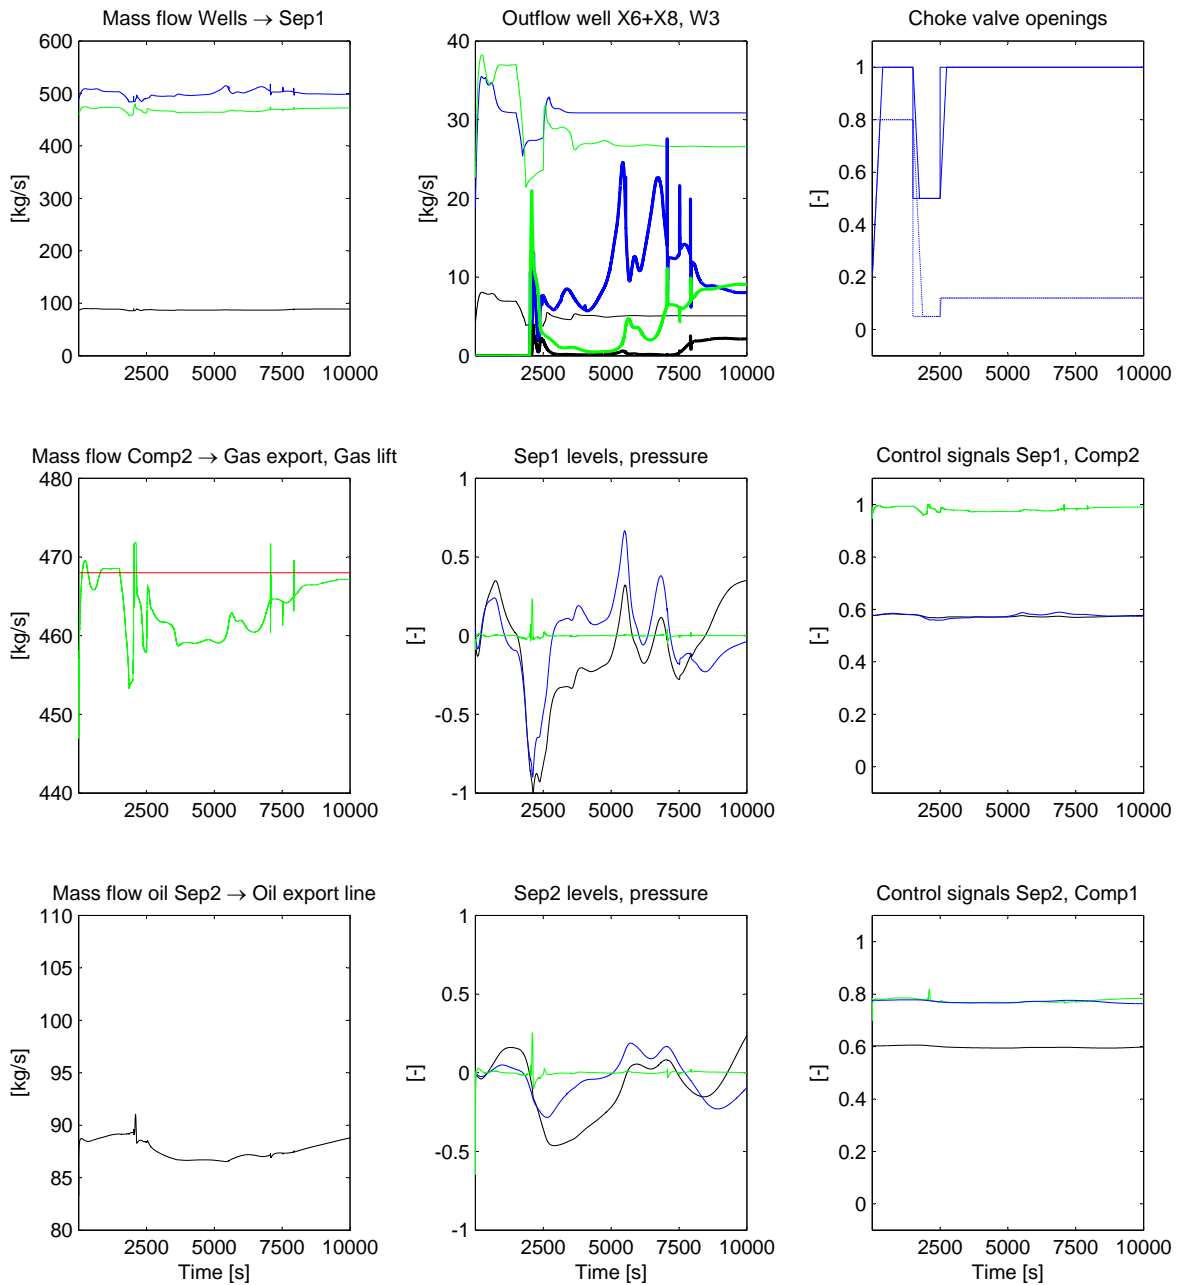 Mass flow Wells → Sep1
600
500
400
300
200
100
0
[kg/s]
2500 5000 7500 10000
Outflow well X6+X8, W3
40
30
20
10
0
[kg/s]
2500 5000 7500 10000
Choke valve openings
1
0.8
0.6
0.4
0.2
0
[-]
2500 5000 7500 10000
Mass flow Comp2 → Gas export, Gas lift
480
470
460
450
440
[kg/s]
2500 5000 7500 10000
Sep1 levels, pressure
1
0.5
0
-0.5
-1
[-]
2500 5000 7500 10000
Control signals Sep1, Comp2
1
0.8
0.6
0.4
0.2
0
[-]
2500 5000 7500 10000
Mass flow oil Sep2 → Oil export line
110
105
100
95
90
85
80
[kg/s]
2500 5000 7500 10000
Time [s]
Sep2 levels, pressure
1
0.5
0
-0.5
-1
[-]
2500 5000 7500 10000
Time [s]
Control signals Sep2, Comp1
1
0.8
0.6
0.4
0.2
0
[-]
2500 5000 7500 10000
Time [s]